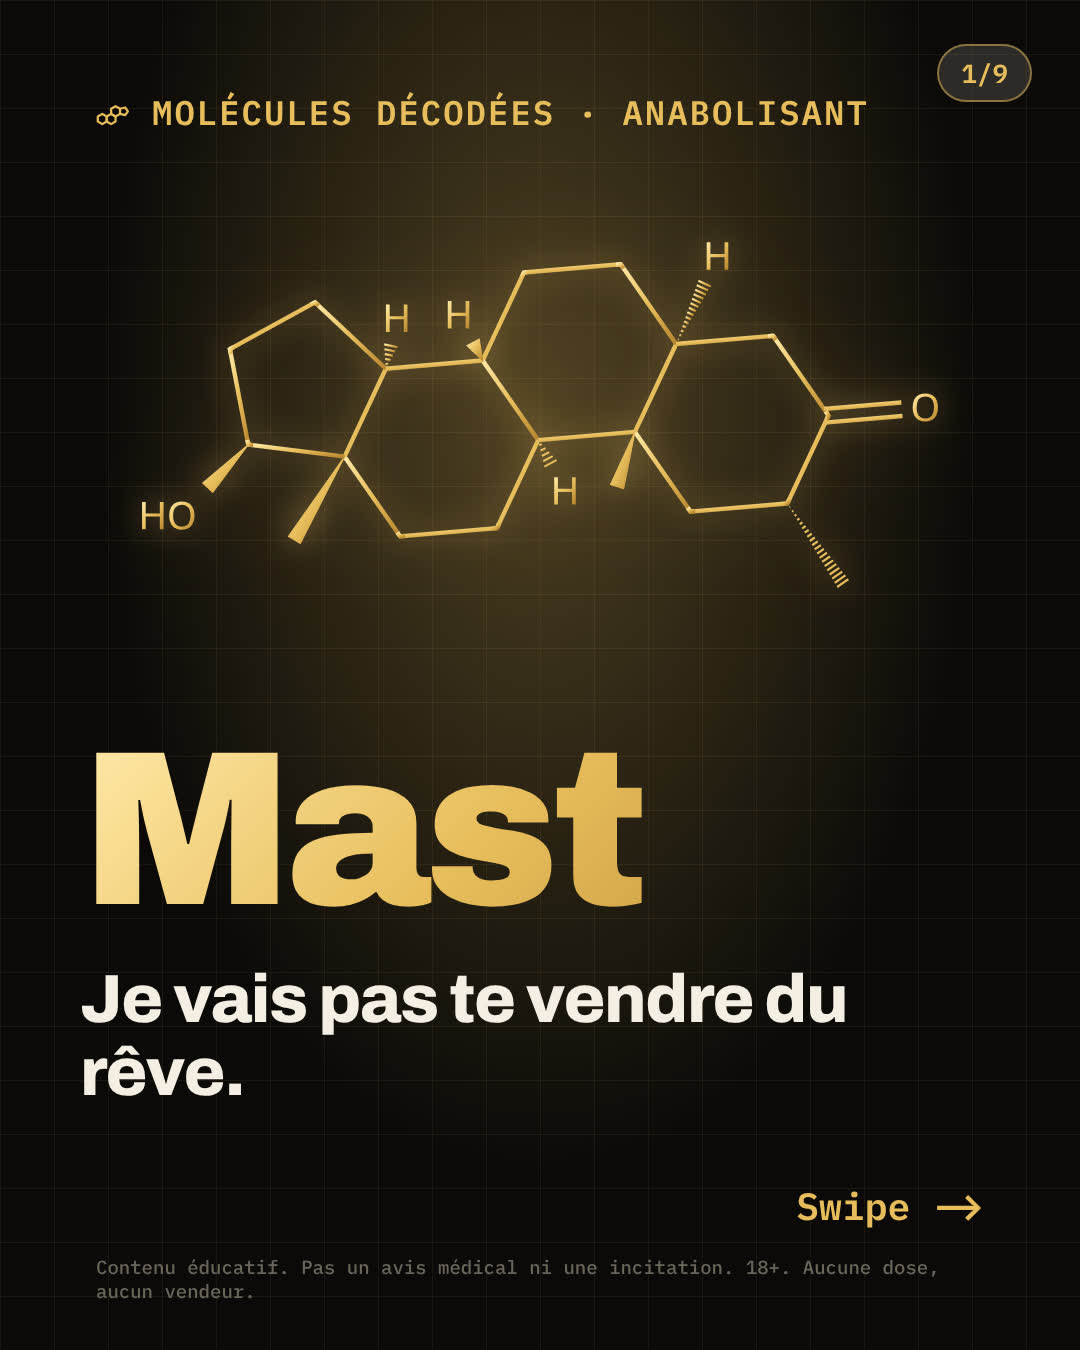 1/9
MOLÉCULES DÉCODÉES · ANABOLISANT
H
H H
O
H
HO
Mast
Je vais pas te vendre du
rêve.
Swipe →
Contenu éducatif. Pas un avis médical ni une incitation. 18+. Aucune dose,
aucun vendeur.